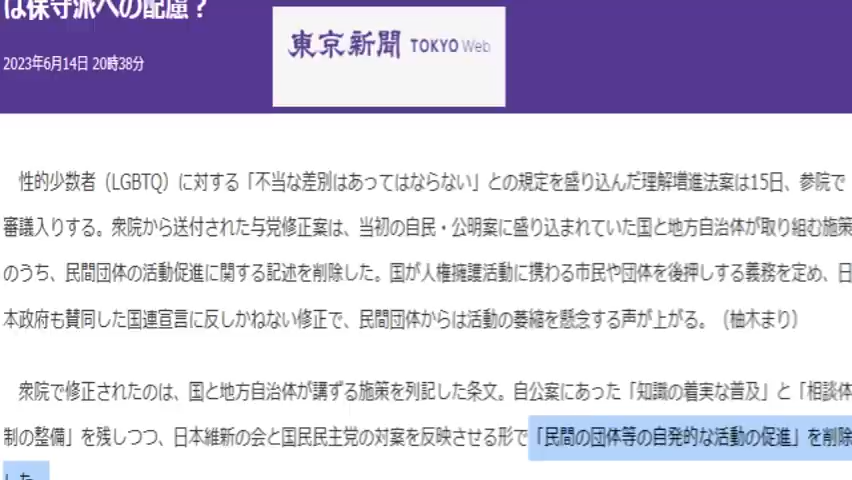 は保守派への配慮？
2023年6月14日 20時38分
東京新聞 TOKYO Web
性的少数者（LGBTQ）に対する「不当な差別はあってはならない」との規定を盛り込んだ理解増進法案は15日、参院で
審議入りする。衆院から送付された与党修正案は、当初の自民・公明案に盛り込まれていた国と地方自治体が取り組む施策
のうち、民間団体の活動促進に関する記述を削除した。国が人権擁護活動に携わる市民や団体を後押しする義務を定め、日
本政府も賛同した国連宣言に反しかねない修正で、民間団体からは活動の萎縮を懸念する声が上がる。（柚木まり）
衆院で修正されたのは、国と地方自治体が講ずる施策を列記した条文。自公案にあった「知識の着実な普及」と「相談体
制の整備」を残しつつ、日本維新の会と国民民主党の対案を反映させる形で「民間の団体等の自発的な活動の促進」を削除
した。